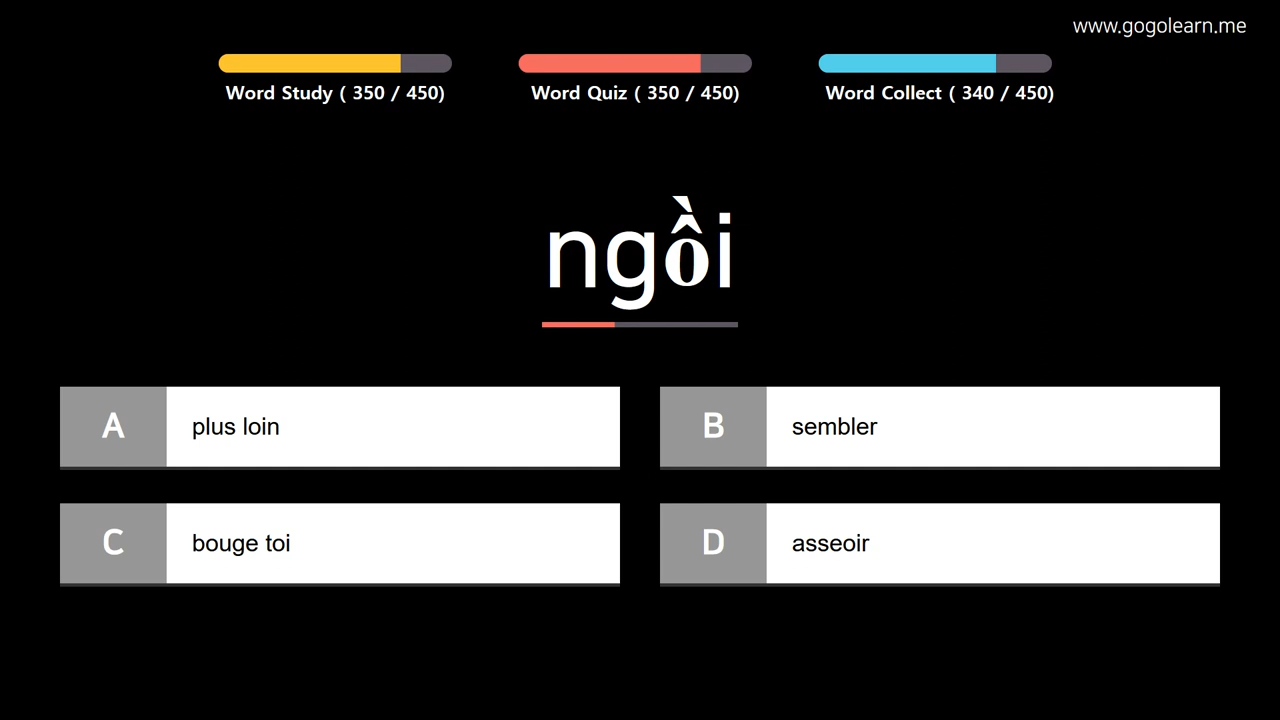 www.gogolearn.me
Word Study ( 350 / 450)
Word Quiz ( 350 / 450)
Word Collect ( 340 / 450)
ngồi
A plus loin
B sembler
C bouge toi
D asseoir